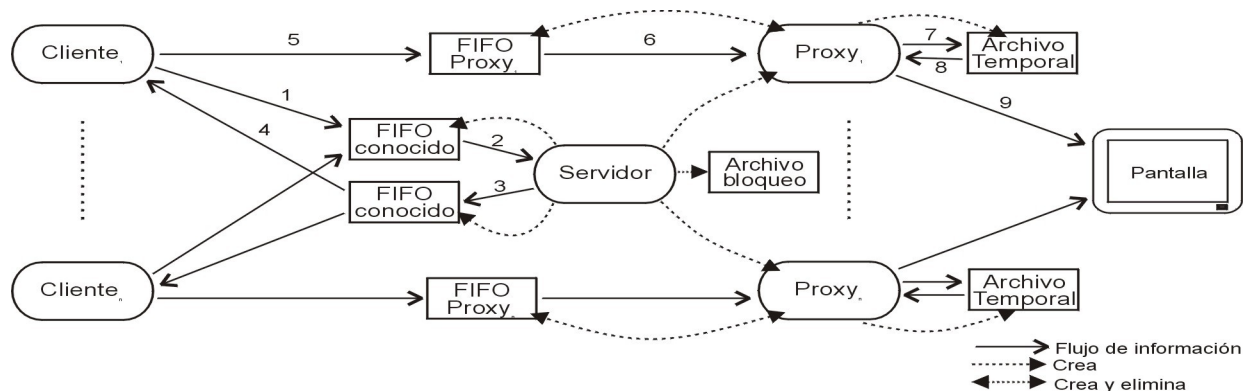 5
6
7
8
9
Cliente
FIFO
Proxy
Proxy
Archivo
Temporal
1
4
FIFO
conocido
2
3
FIFO
conocido
Servidor
Archivo
bloqueo
Pantalla
Cliente
FIFO
Proxy
Proxy
Archivo
Temporal
Flujo de información
Crea
Crea y elimina